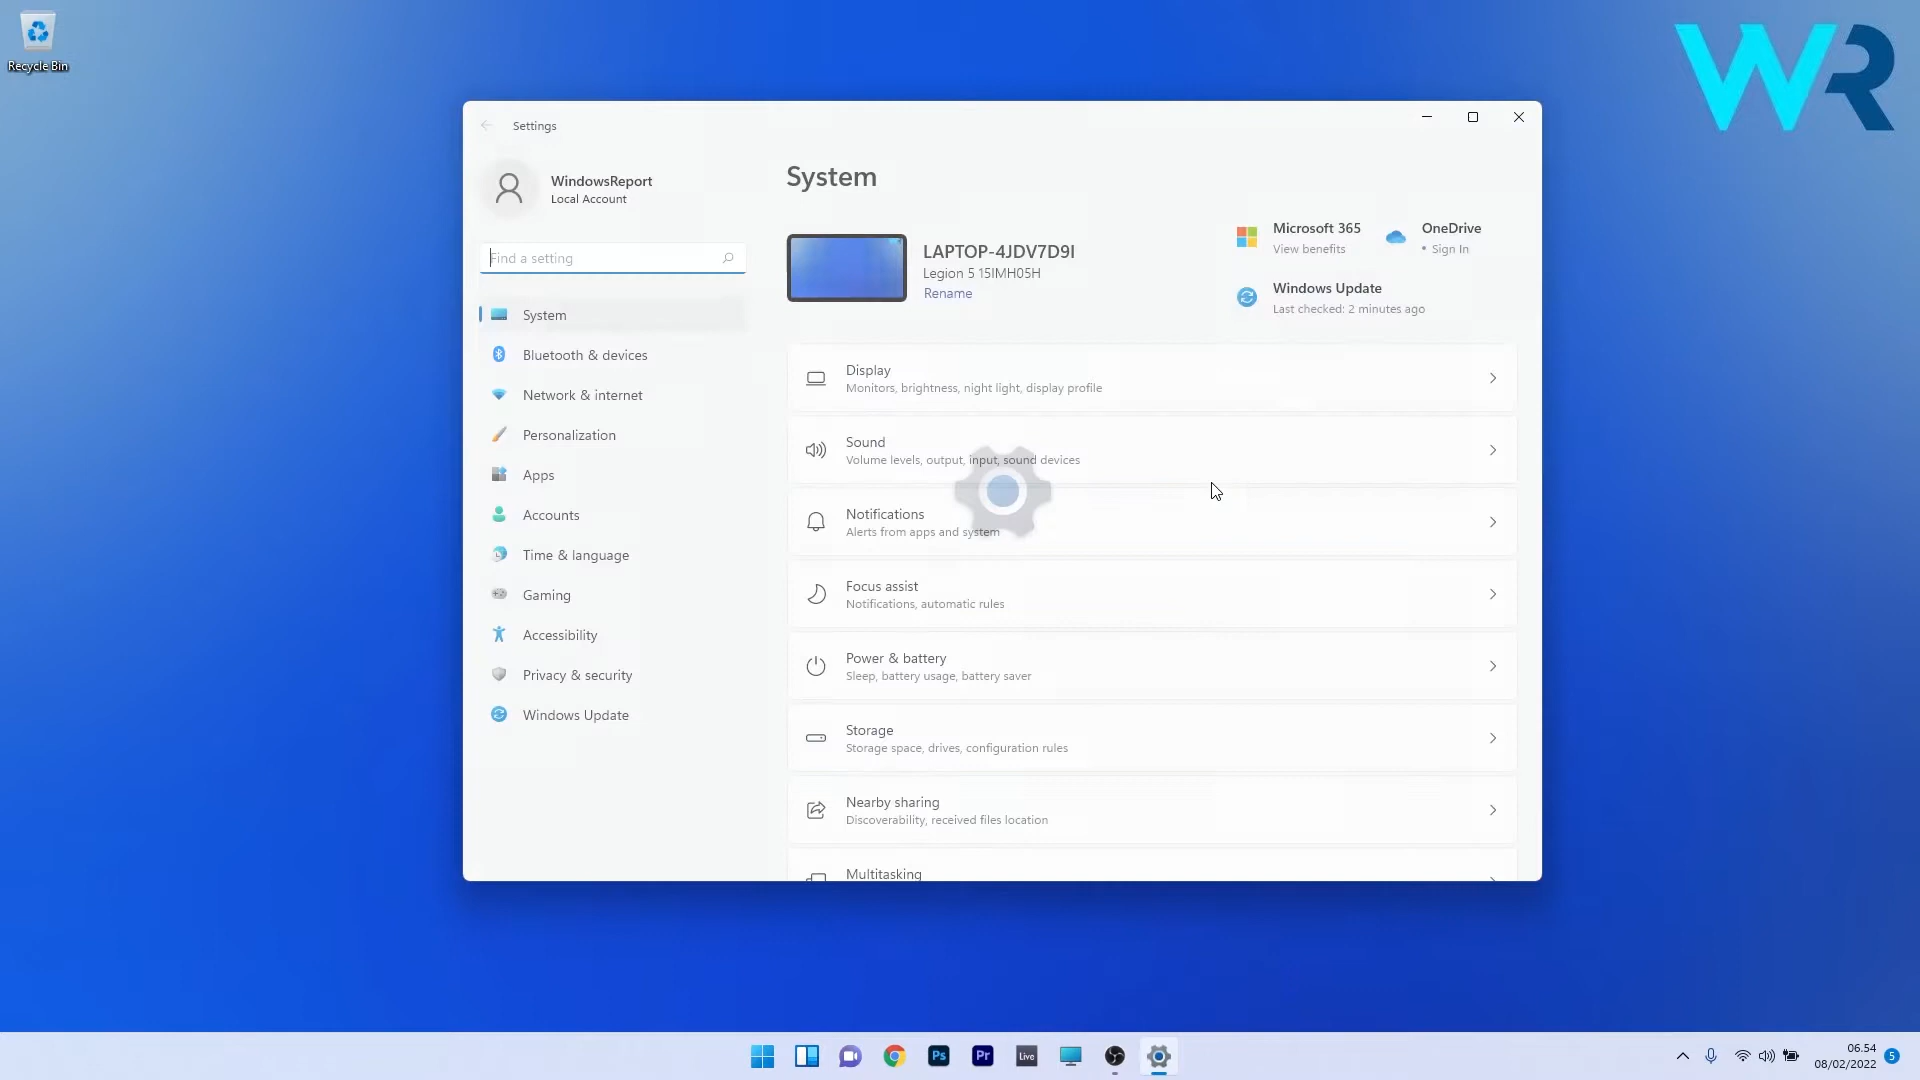 Recycle Bin
WR
Settings
WindowsReport
Local Account
Find a setting
System
Bluetooth & devices
Network & internet
Personalization
Apps
Accounts
Time & language
Gaming
Accessibility
Privacy & security
Windows Update
System
LAPTOP-4JDV7D9I
Legion 5 15IMH05H
Rename
Microsoft 365
View benefits
OneDrive
• Sign In
Windows Update
Last checked: 2 minutes ago
Display
Monitors, brightness, night light, display profile
Sound
Volume levels, output, input, sound devices
Notifications
Alerts from apps and system
Focus assist
Notifications, automatic rules
Power & battery
Sleep, battery usage, battery saver
Storage
Storage space, drives, configuration rules
Nearby sharing
Discoverability, received files location
Multitasking
Ps
Pr
Live
06.54
08/02/2022
5